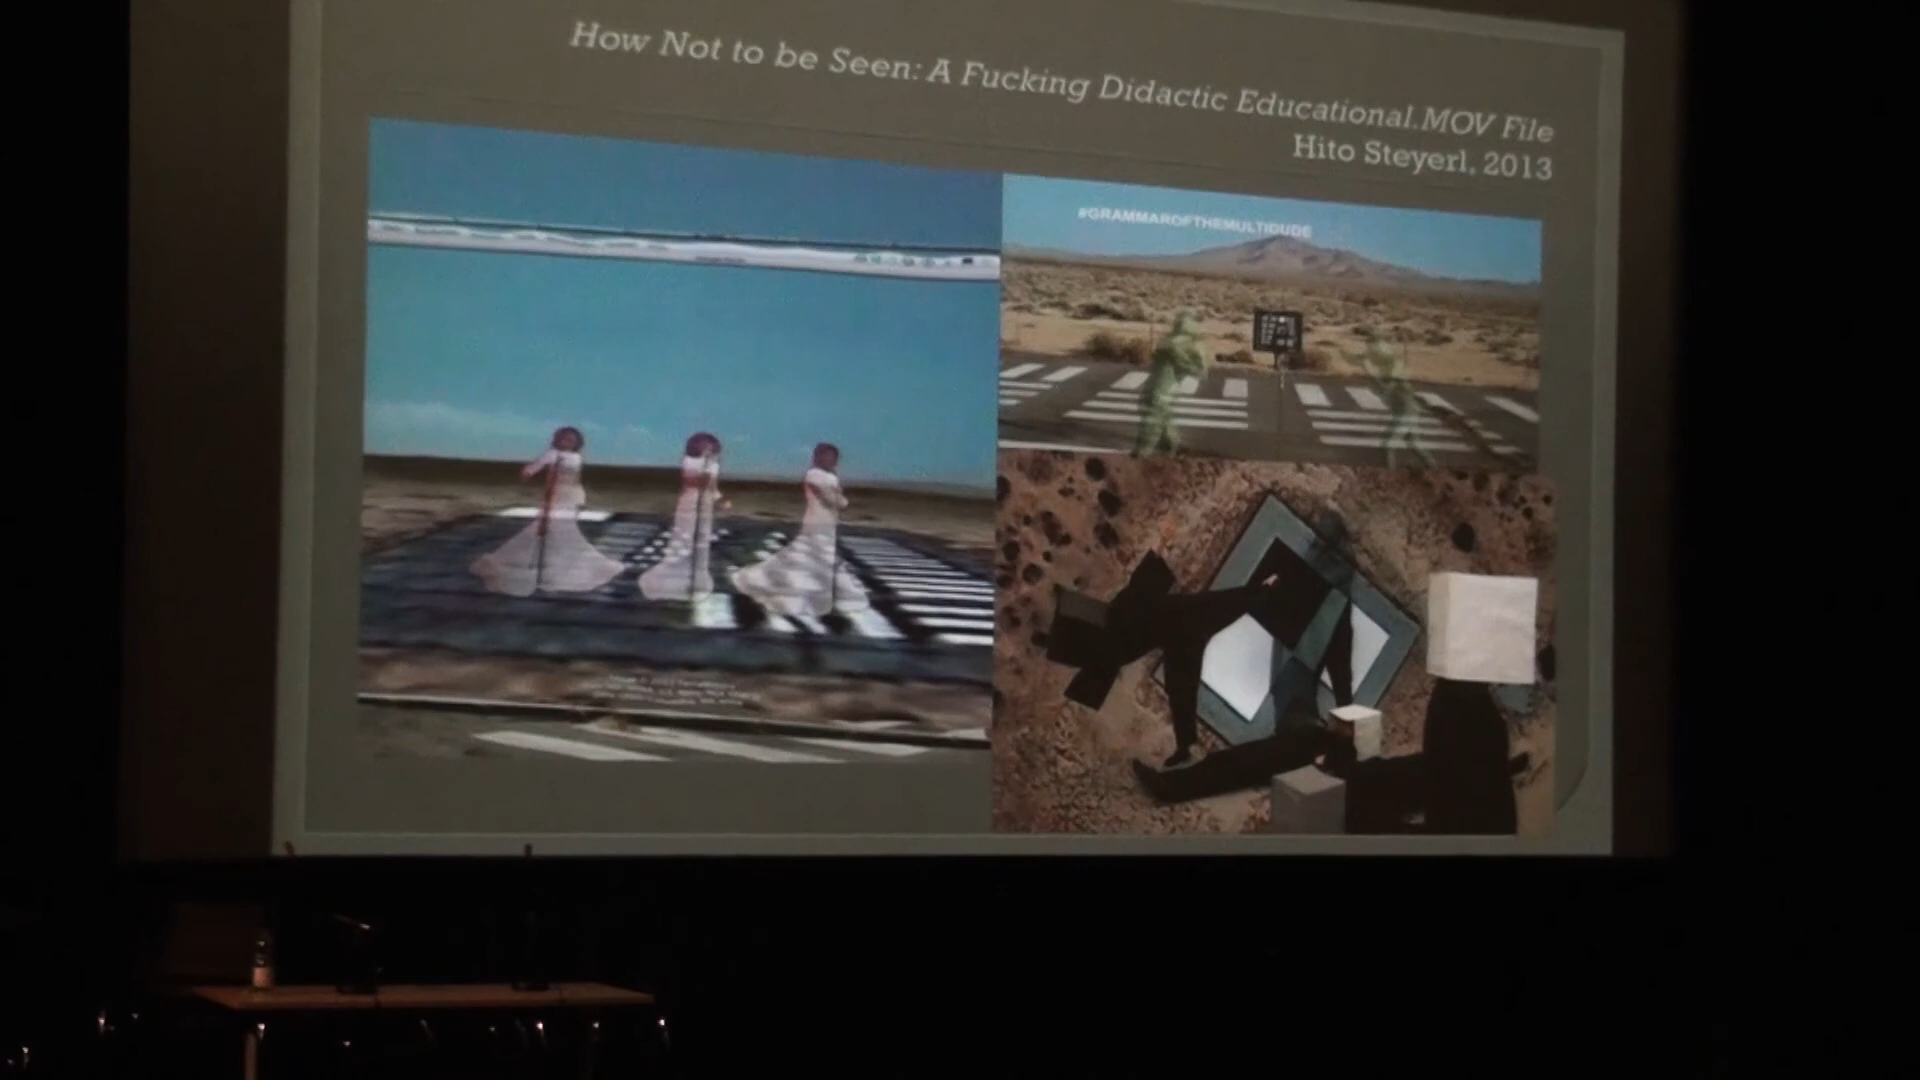 How Not to be Seen: A Fucking Didactic Educational.MOV File
Hito Steyerl, 2013
#GRAMMAROFTHEMULTIDUDE